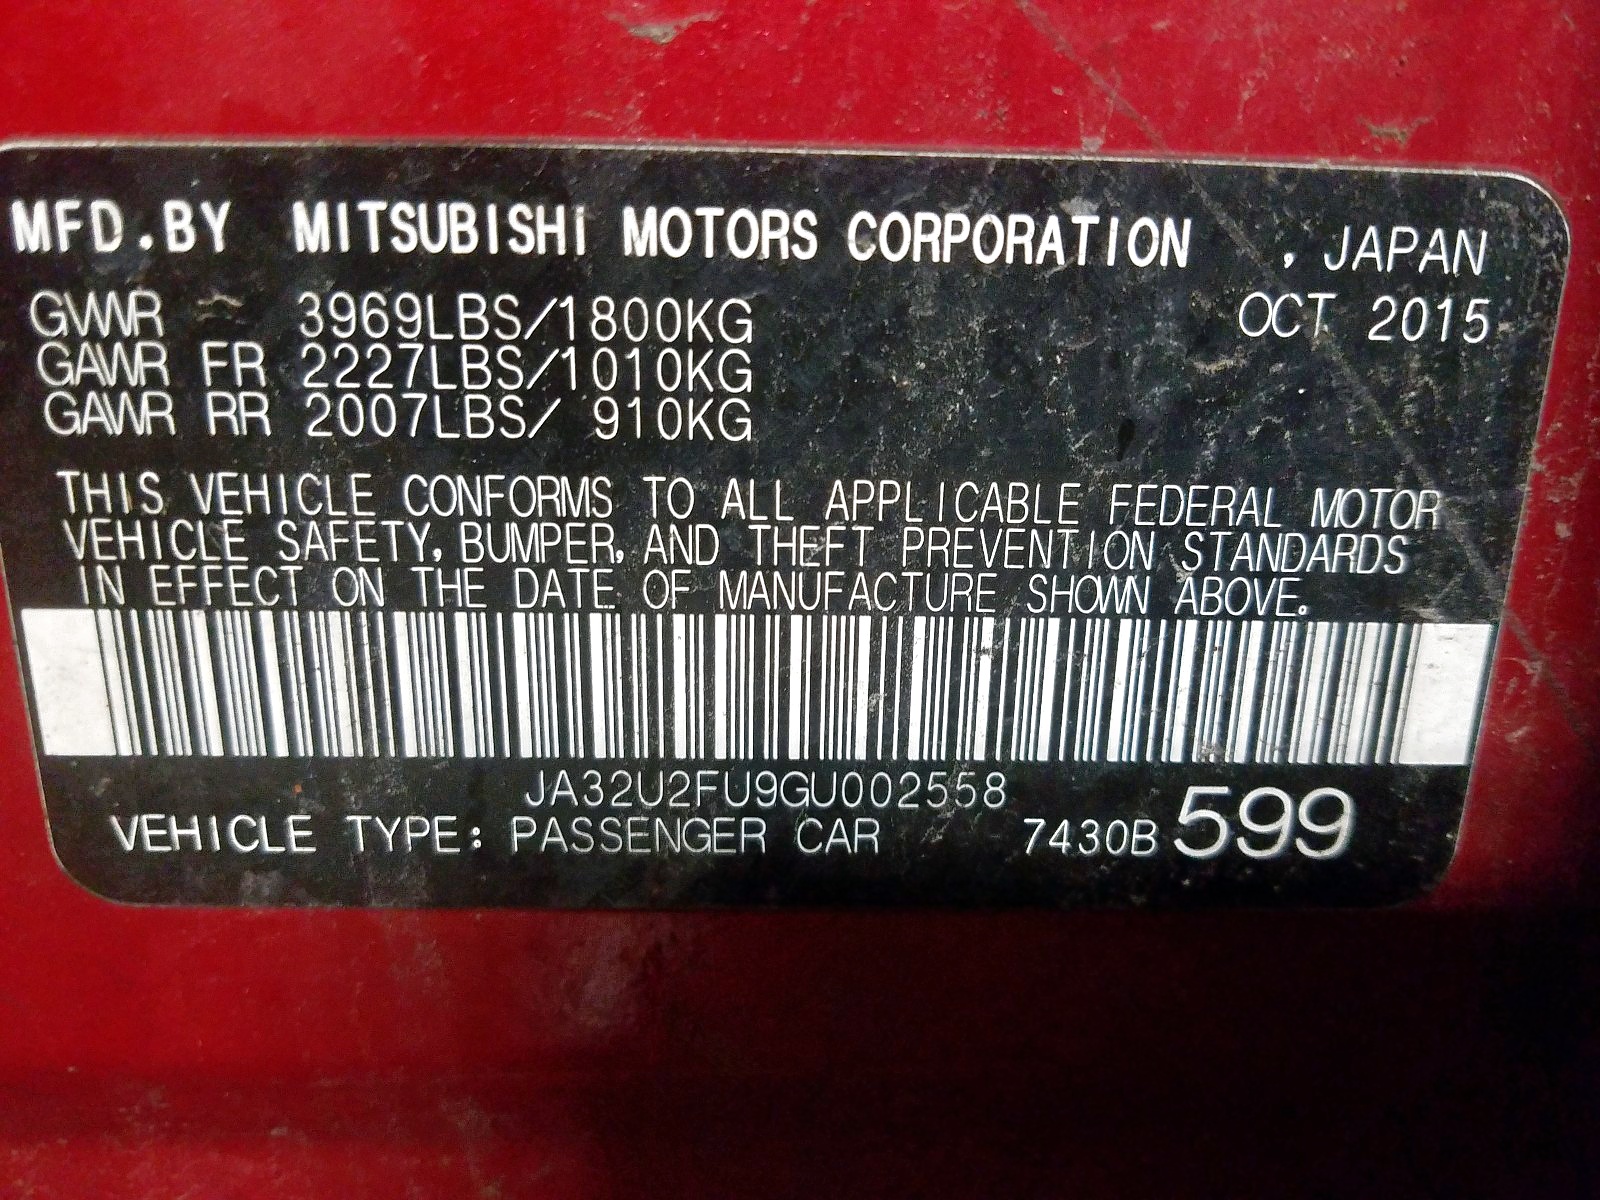 MFD.BY MITSUBISHI MOTORS CORPORATION , JAPAN
GVWR 3969LBS/1800KG OCT 2015
GAWR FR 2227LBS/1010KG
GAWR RR 2007LBS/ 910KG
THIS VEHICLE CONFORMS TO ALL APPLICABLE FEDERAL MOTOR
VEHICLE SAFETY, BUMPER, AND THEFT PREVENTION STANDARDS
IN EFFECT ON THE DATE OF MANUFACTURE SHOWN ABOVE.
JA32U2FU9GU002558
VEHICLE TYPE: PASSENGER CAR 7430B 599